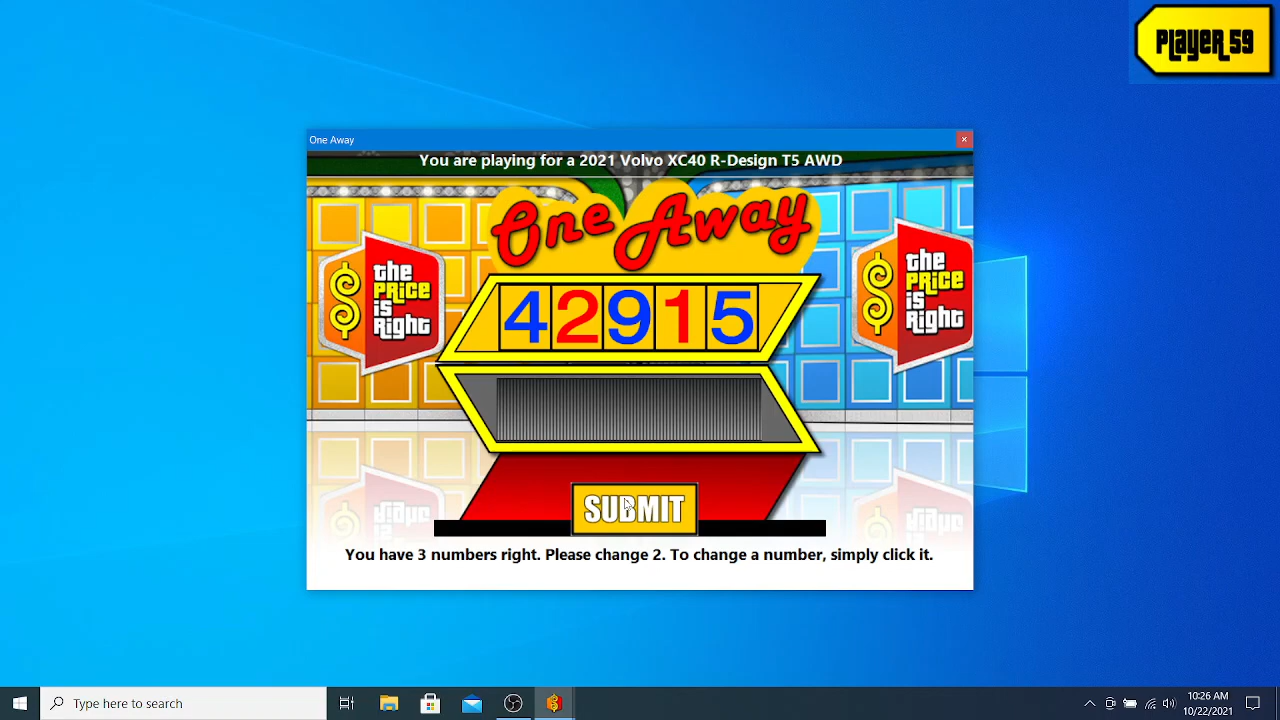 PLAYER 59
One Away
You are playing for a 2021 Volvo XC40 R-Design T5 AWD
One Away
the
PRiCE
is
Right
the
PRiCE
is
Right
42915
SUBMIT
You have 3 numbers right. Please change 2. To change a number, simply click it.
Type here to search
10:26 AM
10/22/2021